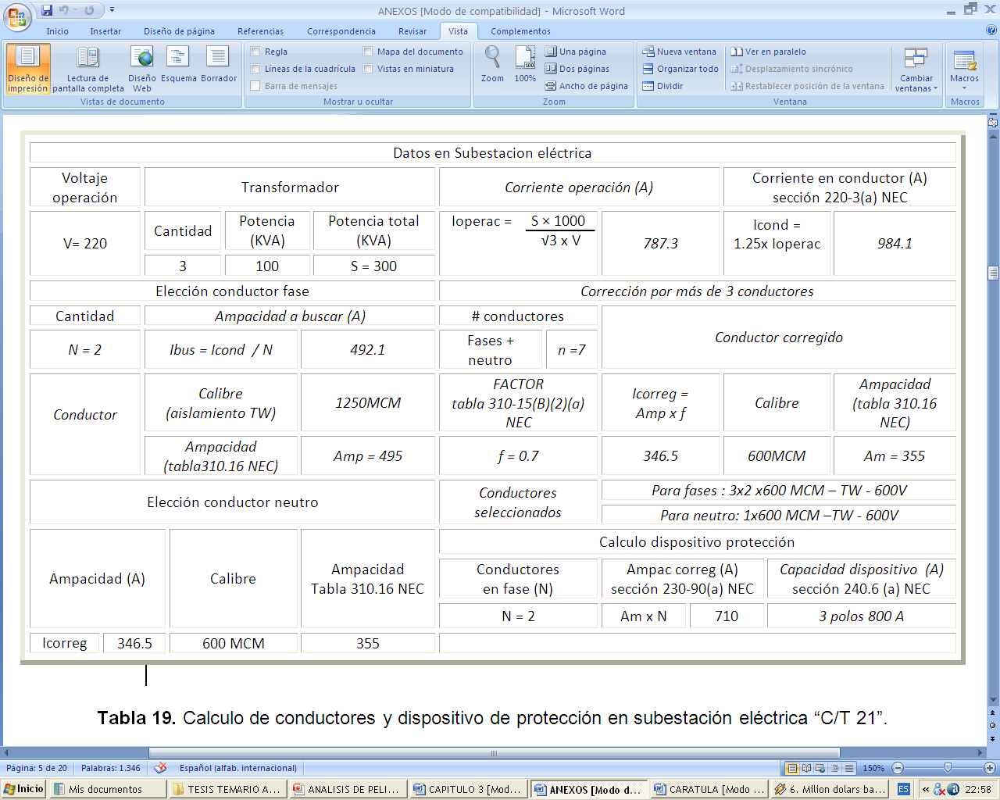 ANEXOS [Modo de compatibilidad] - Microsoft Word
Inicio Insertar Diseño de página Referencias Correspondencia Revisar Vista Complementos
Diseño de impresión
Lectura de pantalla completa
Diseño Web
Esquema
Borrador
Vistas de documento
Regla
Líneas de la cuadrícula
Barra de mensajes
Mapa del documento
Vistas en miniatura
Mostrar u ocultar
Zoom
100%
Una página
Dos páginas
Ancho de página
Zoom
Nueva ventana
Organizar todo
Dividir
Ver en paralelo
Desplazamiento sincrónico
Restablecer posición de la ventana
Cambiar ventanas
Ventana
Macros
Macros
Datos en Subestacion eléctrica
Voltaje operación
Transformador
Corriente operación (A)
Corriente en conductor (A)
sección 220-3(a) NEC
V= 220
Cantidad
Potencia (KVA)
Potencia total (KVA)
3
100
S = 300
Ioperac = S × 1000
√3 x V
787.3
Icond =
1.25x Ioperac
984.1
Elección conductor fase
Corrección por más de 3 conductores
Cantidad
Ampacidad a buscar (A)
# conductores
Conductor corregido
N = 2
Ibus = Icond / N
492.1
Fases + neutro
n =7
Conductor
Calibre
(aislamiento TW)
1250MCM
FACTOR
tabla 310-15(B)(2)(a)
NEC
Icorreg =
Amp x f
Calibre
Ampacidad
(tabla 310.16
NEC)
Ampacidad
(tabla310.16 NEC)
Amp = 495
f = 0.7
346.5
600MCM
Am = 355
Elección conductor neutro
Conductores
seleccionados
Para fases : 3x2 x600 MCM – TW - 600V
Para neutro: 1x600 MCM –TW - 600V
Ampacidad (A)
Calibre
Ampacidad
Tabla 310.16 NEC
Calculo dispositivo protección
Conductores
en fase (N)
Ampac correg (A)
sección 230-90(a) NEC
Capacidad dispositivo (A)
sección 240.6 (a) NEC
N = 2
Am x N
710
3 polos 800 A
Icorreg
346.5
600 MCM
355
Tabla 19. Calculo de conductores y dispositivo de protección en subestación eléctrica “C/T 21”.
Página: 5 de 20 Palabras: 1.346 Español (alfab. internacional) 150%
Inicio Mis documentos TESIS TEMARIO A... ANALISIS DE PELI... CAPITULO 3 [Mod... ANEXOS [Modo d... CARATULA [Modo ... 6. Milion dolars ba... ES « 22:58